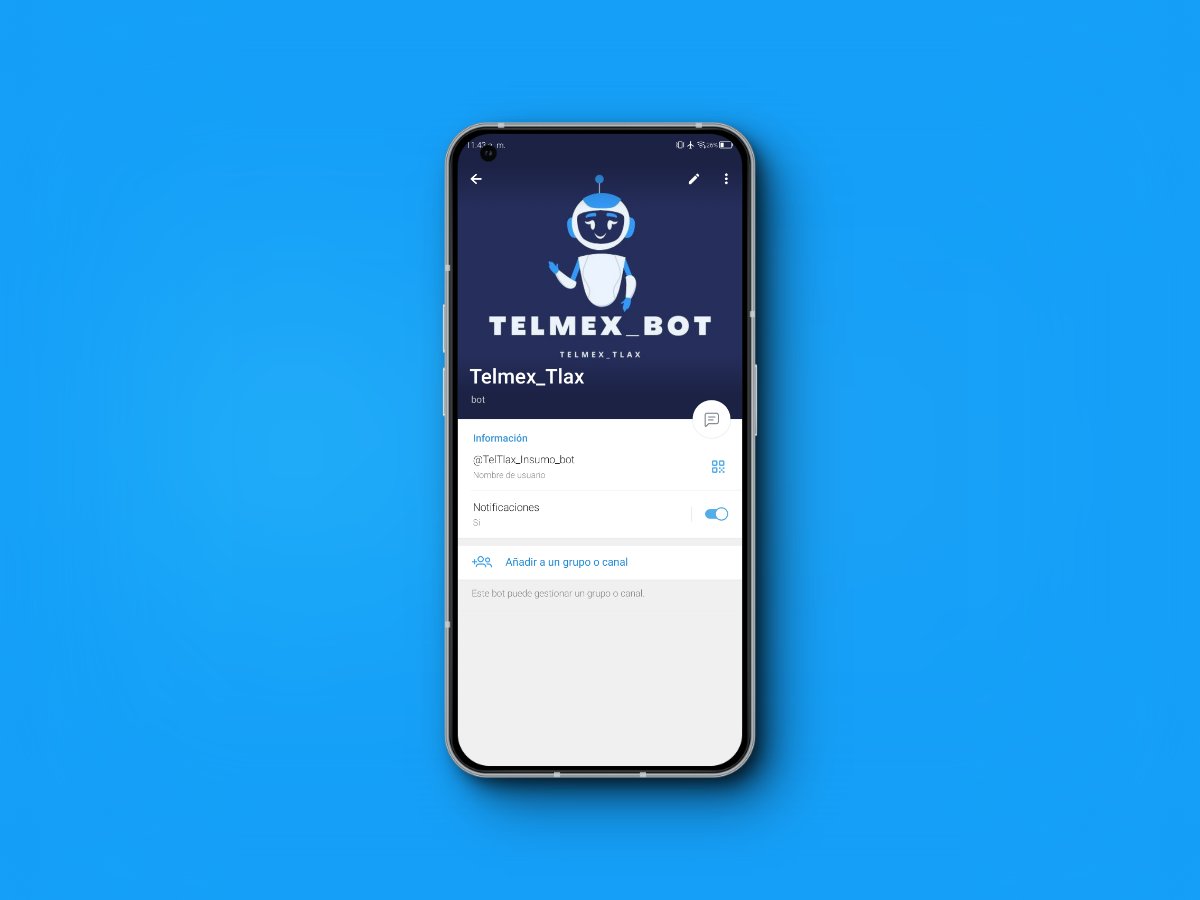 11:43 a. m.
26%
TELMEX_BOT
TELMEX_TLAX
Telmex_Tlax
bot
Información
@TelTlax_Insumo_bot
Nombre de usuario
Notificaciones
Sí
Añadir a un grupo o canal
Este bot puede gestionar un grupo o canal.